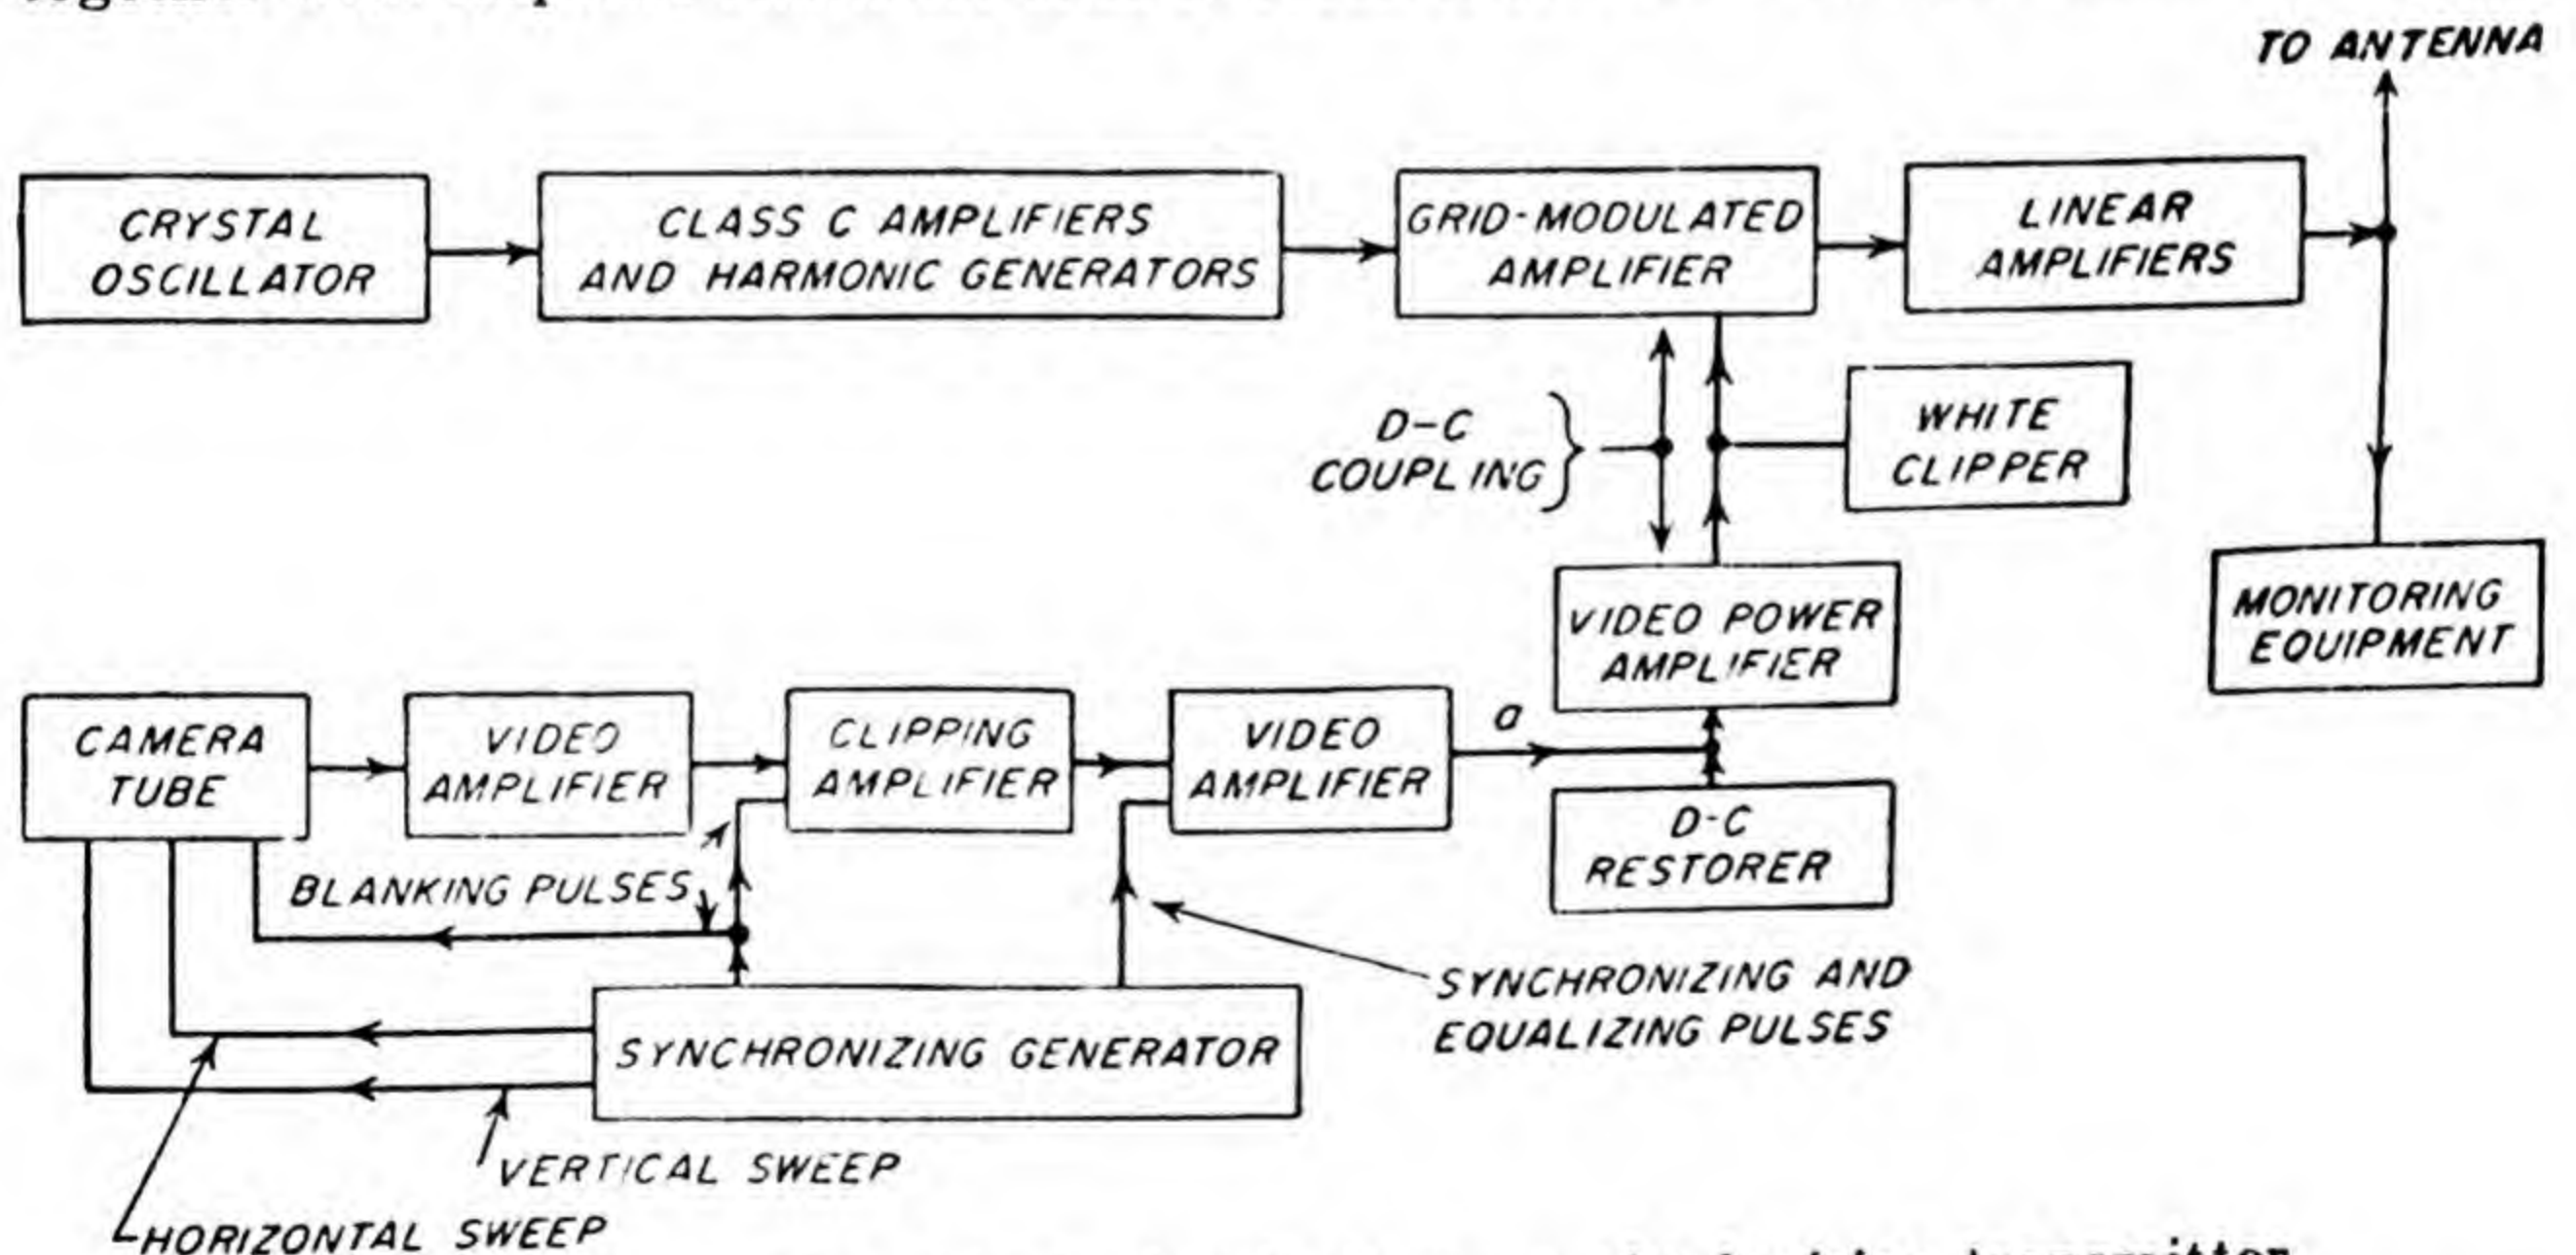 TO ANTENNA
CRYSTAL
OSCILLATOR
CLASS C AMPLIFIERS
AND HARMONIC GENERATORS
GRID-MODULATED
AMPLIFIER
LINEAR
AMPLIFIERS
D-C
COUPLING
WHITE
CLIPPER
VIDEO POWER
AMPLIFIER
MONITORING
EQUIPMENT
CAMERA
TUBE
VIDEO
AMPLIFIER
CLIPPING
AMPLIFIER
VIDEO
AMPLIFIER
a
D-C
RESTORER
BLANKING PULSES
SYNCHRONIZING AND
EQUALIZING PULSES
SYNCHRONIZING GENERATOR
VERTICAL SWEEP
HORIZONTAL SWEEP
transmitter